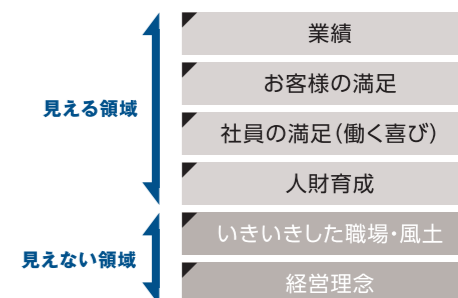 業績
お客様の満足
見える領域
社員の満足(働く喜び)
人財育成
いきいきした職場・風土
見えない領域
経営理念